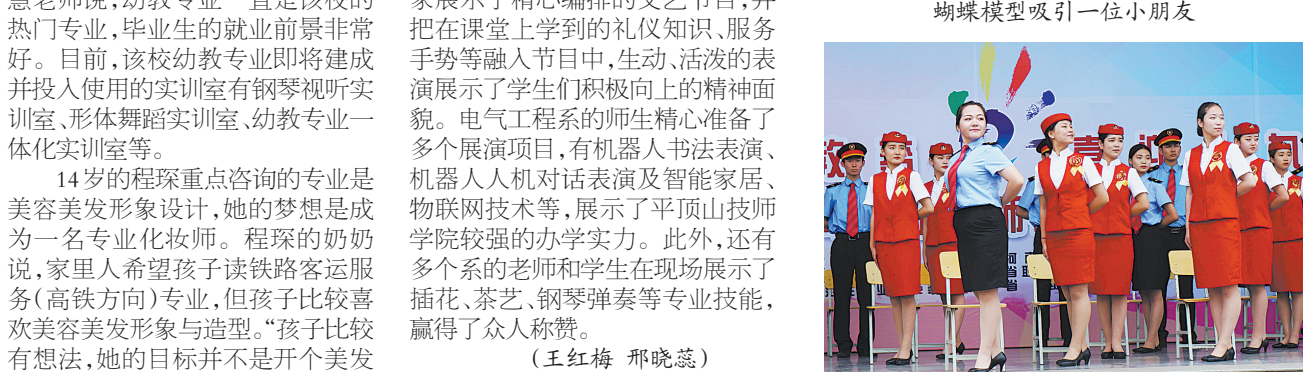 慧老师说,幼教专业一直是该校的
热门专业,毕业生的就业前景非常
好。目前,该校幼教专业即将建成
并投入使用的实训室有钢琴视听实
训室、形体舞蹈实训室、幼教专业一
体化实训室等。
14岁的程琛重点咨询的专业是
美容美发形象设计,她的梦想是成
为一名专业化妆师。程琛的奶奶
说,家里人希望孩子读铁路客运服
务(高铁方向)专业,但孩子比较喜
欢美容美发形象与造型。“孩子比较
有想法,她的目标并不是开个美发
家展示了精心编排的文艺节目,并
把在课堂上学到的礼仪知识、服务
手势等融入节目中,生动、活泼的表
演展示了学生们积极向上的精神面
貌。电气工程系的师生精心准备了
多个展演项目,有机器人书法表演、
机器人人机对话表演及智能家居、
物联网技术等,展示了平顶山技师
学院较强的办学实力。此外,还有
多个系的老师和学生在现场展示了
插花、茶艺、钢琴弹奏等专业技能,
赢得了众人称赞。
(王红梅 邢晓蕊)
蝴蝶模型吸引一位小朋友